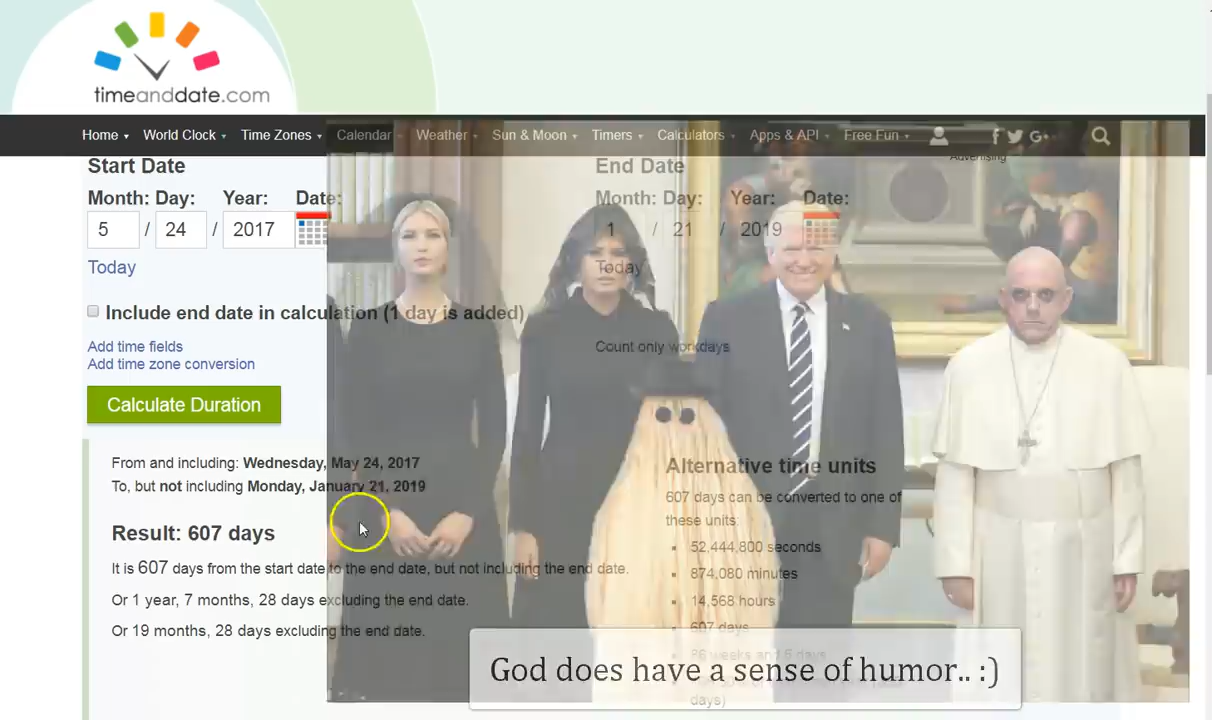 timeanddate.com
Home World Clock Time Zones Calendar Weather Sun & Moon Timers Calculators Apps & API Free Fun f G+
Advertising
Start Date End Date
Month: Day: Year: Date: Month: Day: Year: Date:
5 / 24 / 2017 1 / 21 / 2019
Today Today
Include end date in calculation (1 day is added)
Add time fields Count only workdays
Add time zone conversion
Calculate Duration
From and including: Wednesday, May 24, 2017
To, but not including Monday, January 21, 2019
Result: 607 days
It is 607 days from the start date to the end date, but not including the end date.
Or 1 year, 7 months, 28 days excluding the end date.
Or 19 months, 28 days excluding the end date.
Alternative time units
607 days can be converted to one of
these units:
52,444,800 seconds
874,080 minutes
14,568 hours
607 days
86 weeks and 5 days
days)
God does have a sense of humor.. :)